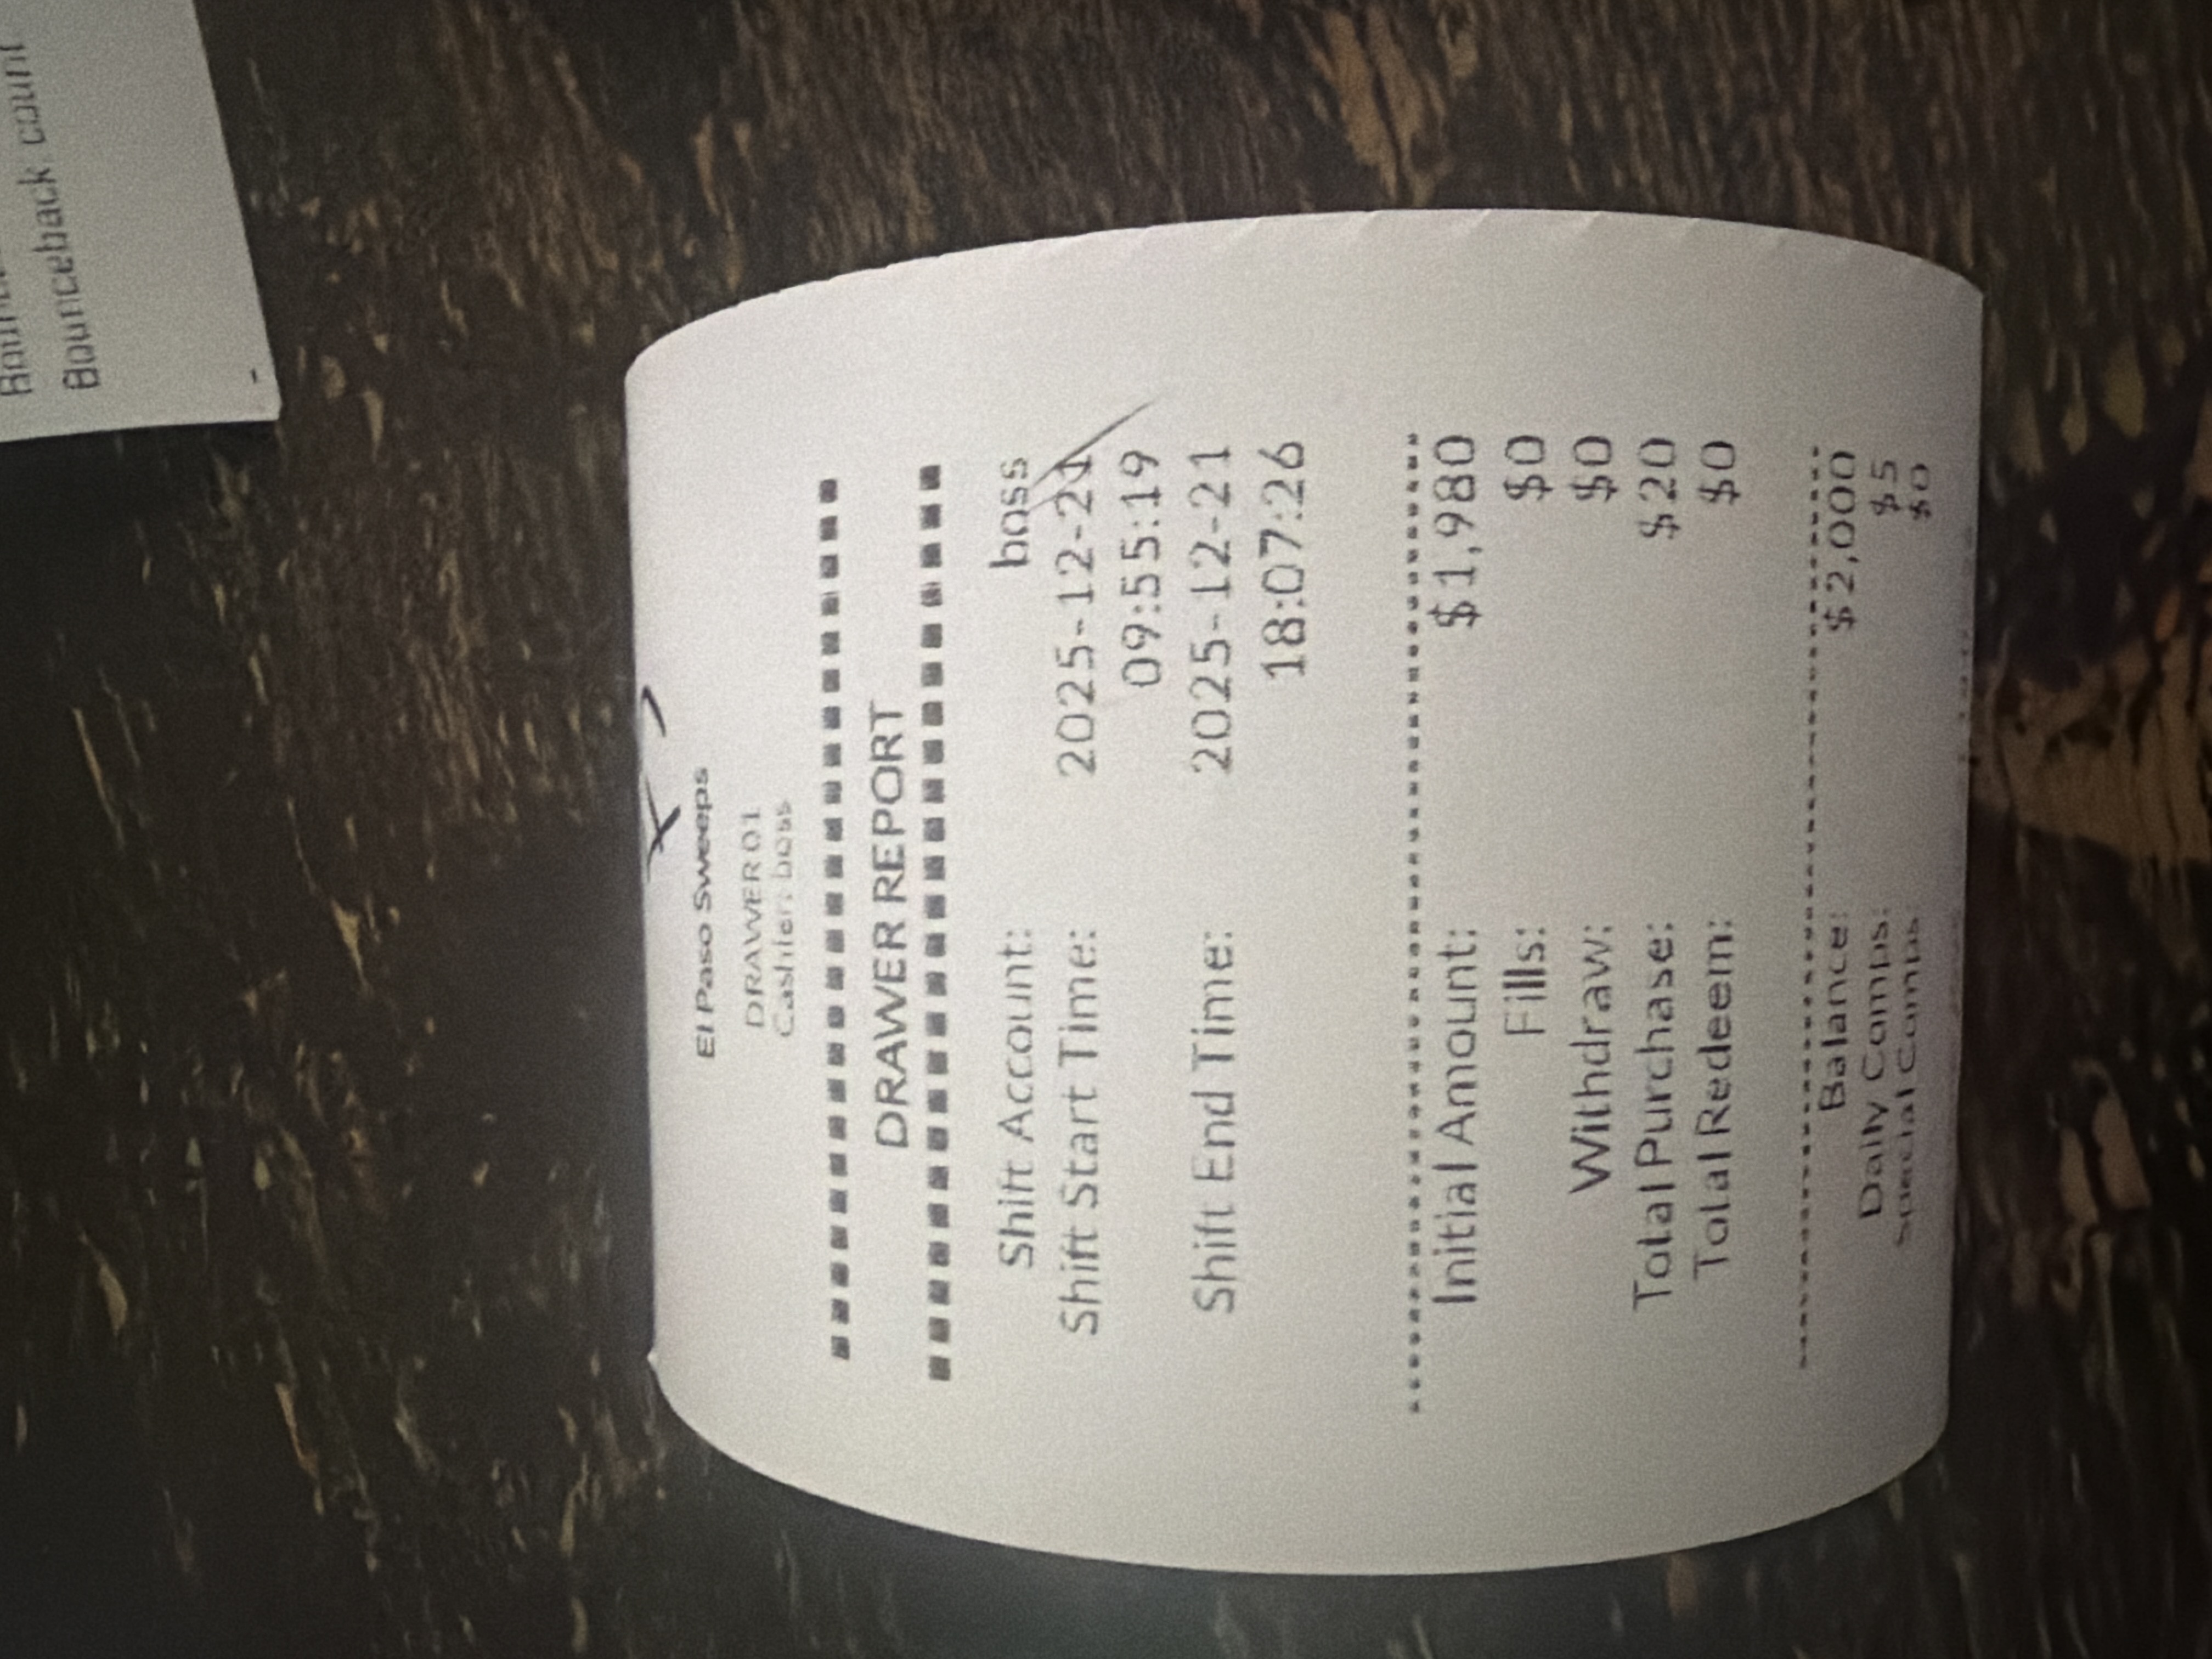 Bounceback count
El Paso Sweeps
DRAWER 01
Cashier: boss
DRAWER REPORT
Shift Account: boss
Shift Start Time: 2025-12-21
09:55:19
Shift End Time: 2025-12-21
18:07:26
Initial Amount: $1,980
Fills: $0
Withdraw: $0
Total Purchase: $20
Total Redeem: $0
Balance: $2,000
Daily Comps: $5
Special Comps $0